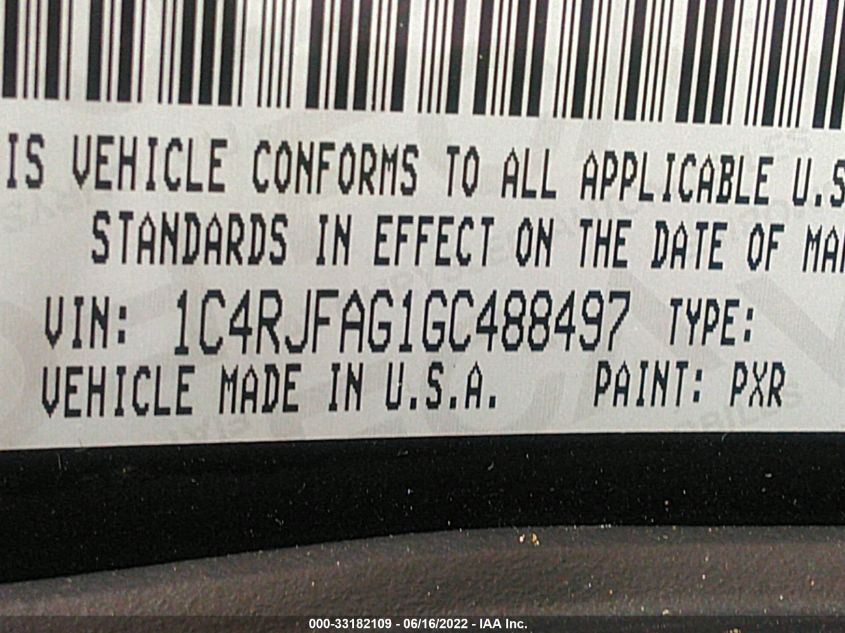 IS VEHICLE CONFORMS TO ALL APPLICABLE U.S
STANDARDS IN EFFECT ON THE DATE OF MAN
VIN: 1C4RJFAG1GC488497 TYPE:
VEHICLE MADE IN U.S.A. PAINT: PXR
000-33182109 - 06/16/2022 - IAA Inc.